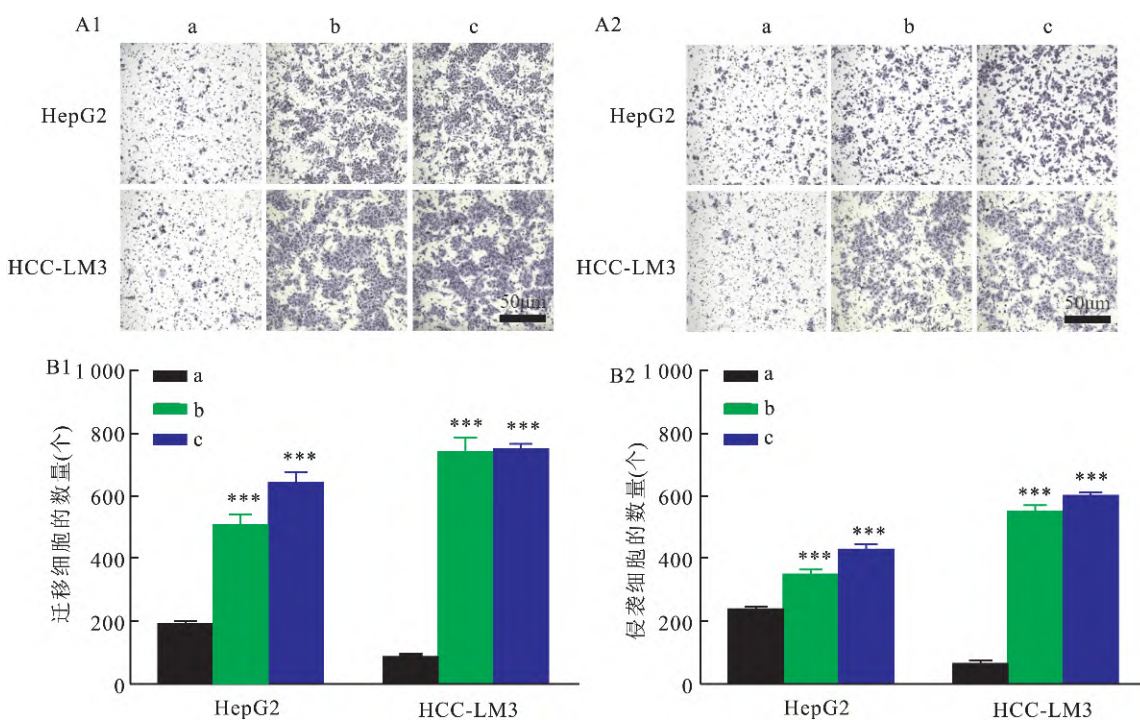 A1
a
b
c
HepG2
HCC-LM3
50μm
A2
a
b
c
HepG2
HCC-LM3
50μm
B1
迁移细胞的数量(个)
1 000
800
600
400
200
0
a
b
c
***
***
***
***
HepG2
HCC-LM3
B2
侵袭细胞的数量(个)
1 000
800
600
400
200
0
a
b
c
***
***
***
***
HepG2
HCC-LM3